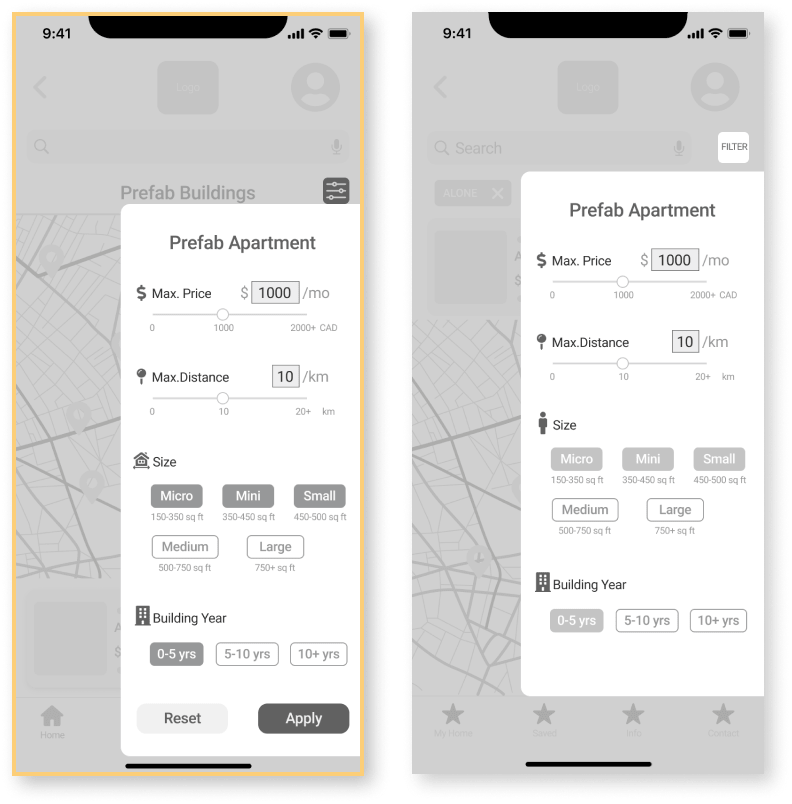 9:41
Logo
Prefab Buildings
Prefab Apartment
Max. Price $ 1000 /mo
0 1000 2000+ CAD
Max.Distance 10 /km
0 10 20+ km
Size
Micro Mini Small
150-350 sq ft 350-450 sq ft 450-500 sq ft
Medium Large
500-750 sq ft 750+ sq ft
Building Year
0-5 yrs 5-10 yrs 10+ yrs
Reset Apply
A
$
Home
9:41
Logo
Search
FILTER
ALONE
Prefab Apartment
Max. Price $ 1000 /mo
0 1000 2000+ CAD
Max.Distance 10 /km
0 10 20+ km
Size
Micro Mini Small
150-350 sq ft 350-450 sq ft 450-500 sq ft
Medium Large
500-750 sq ft 750+ sq ft
Building Year
0-5 yrs 5-10 yrs 10+ yrs
A
$
My Home Saved Info Contact